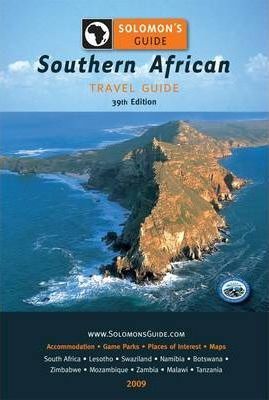 SOLOMON'S
GUIDE
Southern African
TRAVEL GUIDE
39th Edition
WWW.SOLOMONSGUIDE.COM
Accommodation • Game Parks • Places of Interest • Maps
South Africa • Lesotho • Swaziland • Namibia • Botswana •
Zimbabwe • Mozambique • Zambia • Malawi • Tanzania
2009